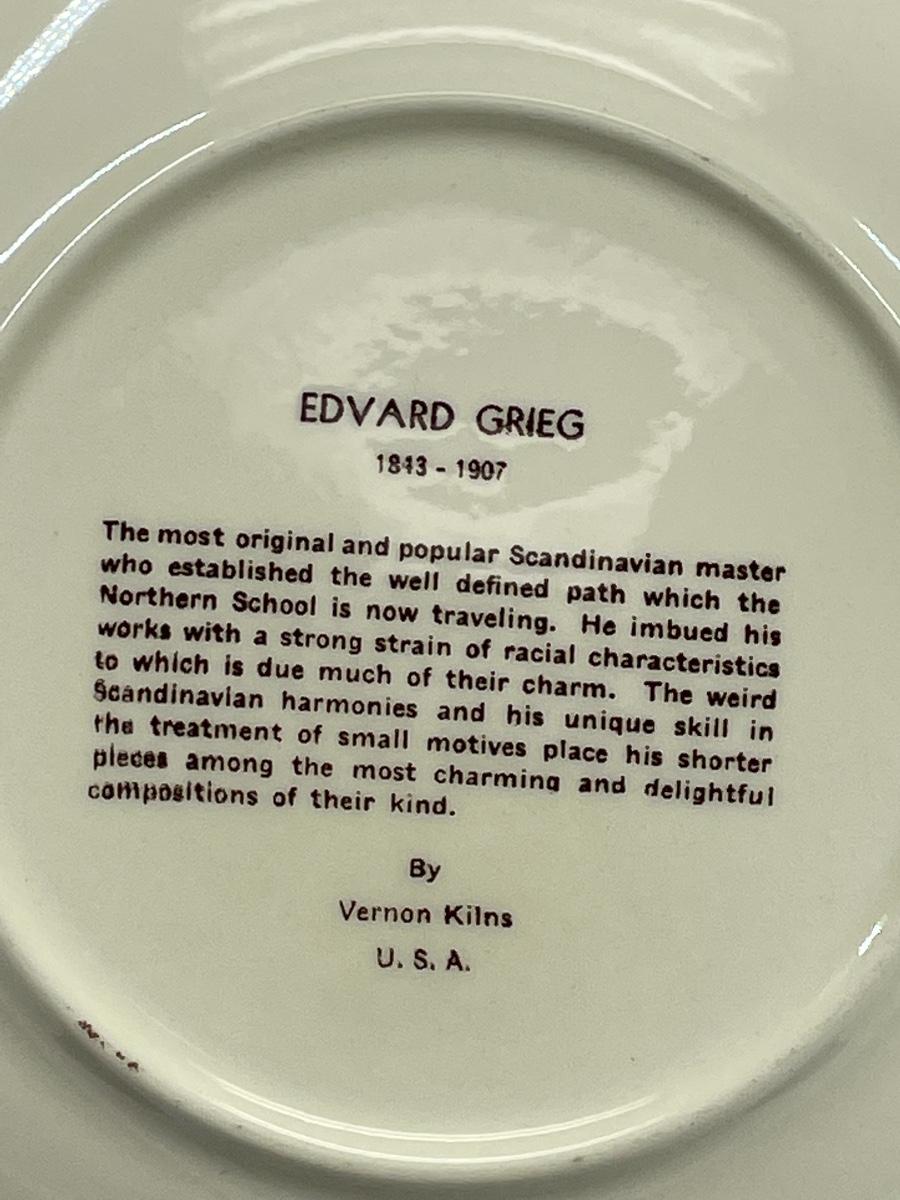 EDVARD GRIEG
1843 - 1907
The most original and popular Scandinavian master
who established the well defined path which the
Northern School is now traveling. He imbued his
works with a strong strain of racial characteristics
to which is due much of their charm. The weird
Scandinavian harmonies and his unique skill in
the treatment of small motives place his shorter
pieces among the most charming and delightful
compositions of their kind.
By
Vernon Kilns
U. S. A.